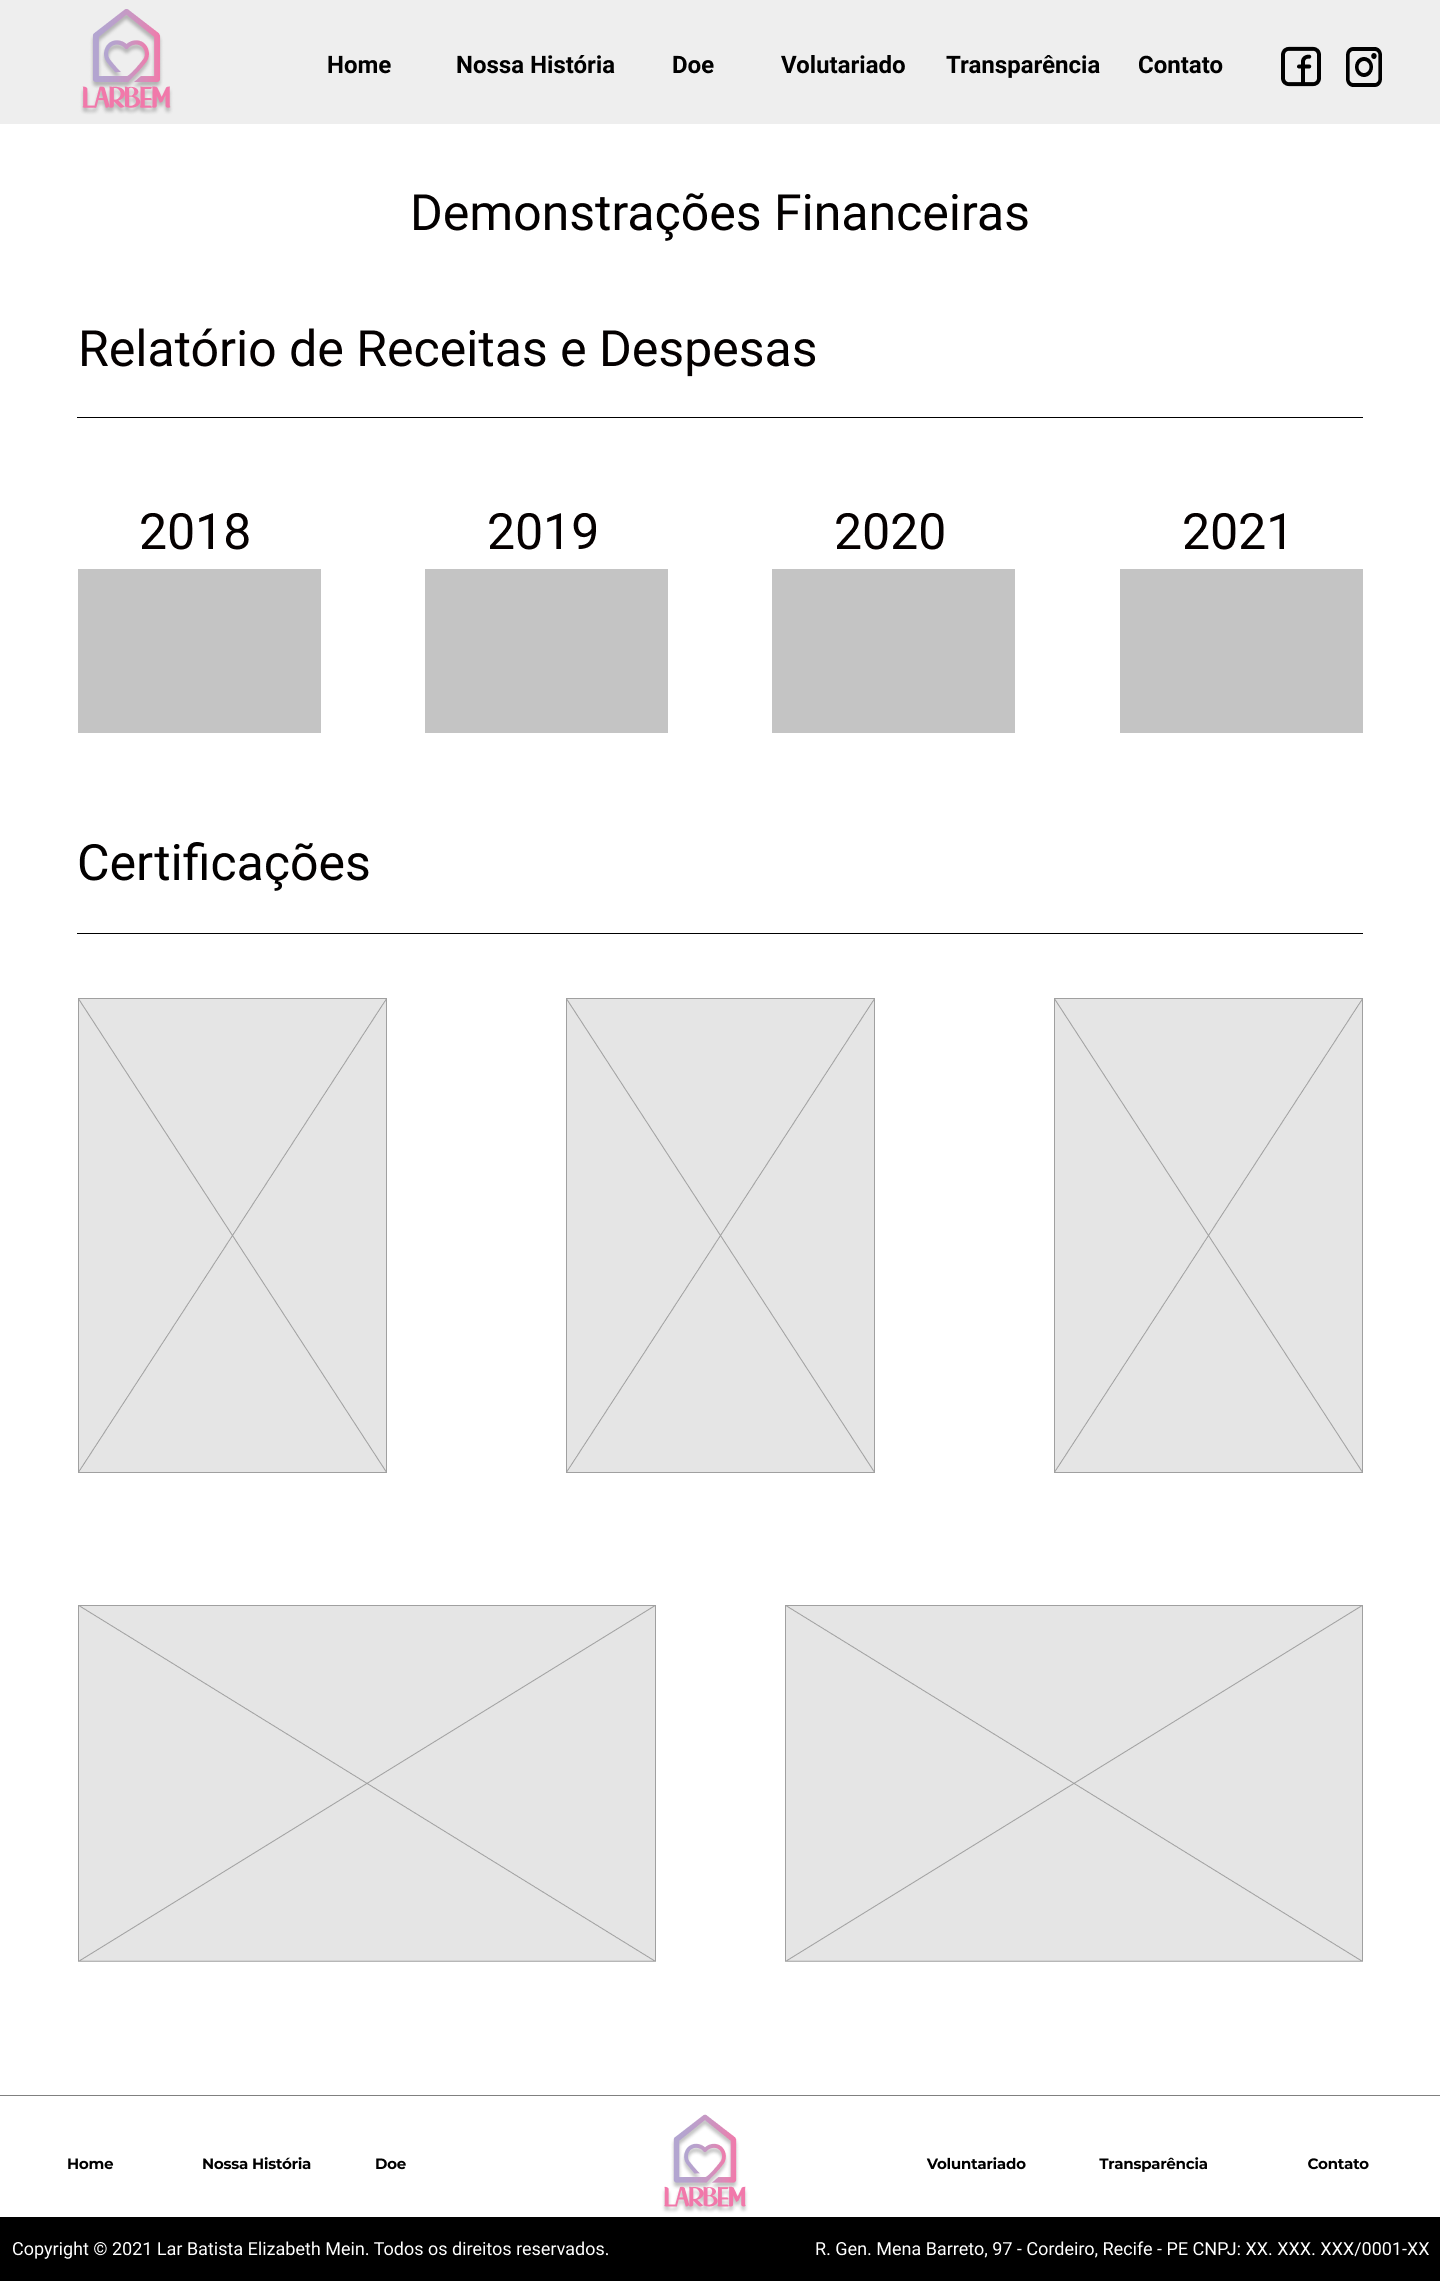 LARBEM
Home Nossa História Doe Volutariado Transparência Contato
Demonstrações Financeiras
Relatório de Receitas e Despesas
2018 2019 2020 2021
Certificações
Home Nossa História Doe Voluntariado Transparência Contato
LARBEM
Copyright © 2021 Lar Batista Elizabeth Mein. Todos os direitos reservados. R. Gen. Mena Barreto, 97 - Cordeiro, Recife - PE CNPJ: XX. XXX. XXX/0001-XX